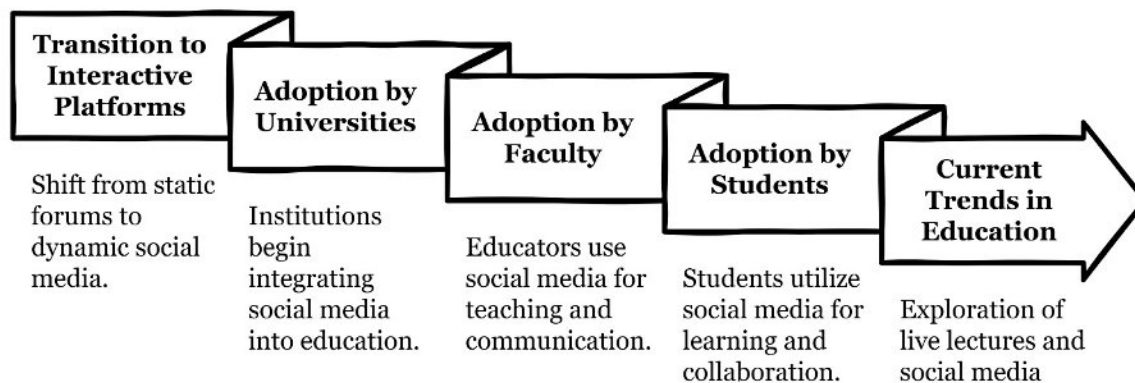 Transition to
Interactive
Platforms
Shift from static
forums to
dynamic social
media.
Adoption by
Universities
Institutions
begin
integrating
social media
into education.
Adoption by
Faculty
Educators use
social media for
teaching and
communication.
Adoption by
Students
Students utilize
social media for
learning and
collaboration.
Current
Trends in
Education
Exploration of
live lectures and
social media